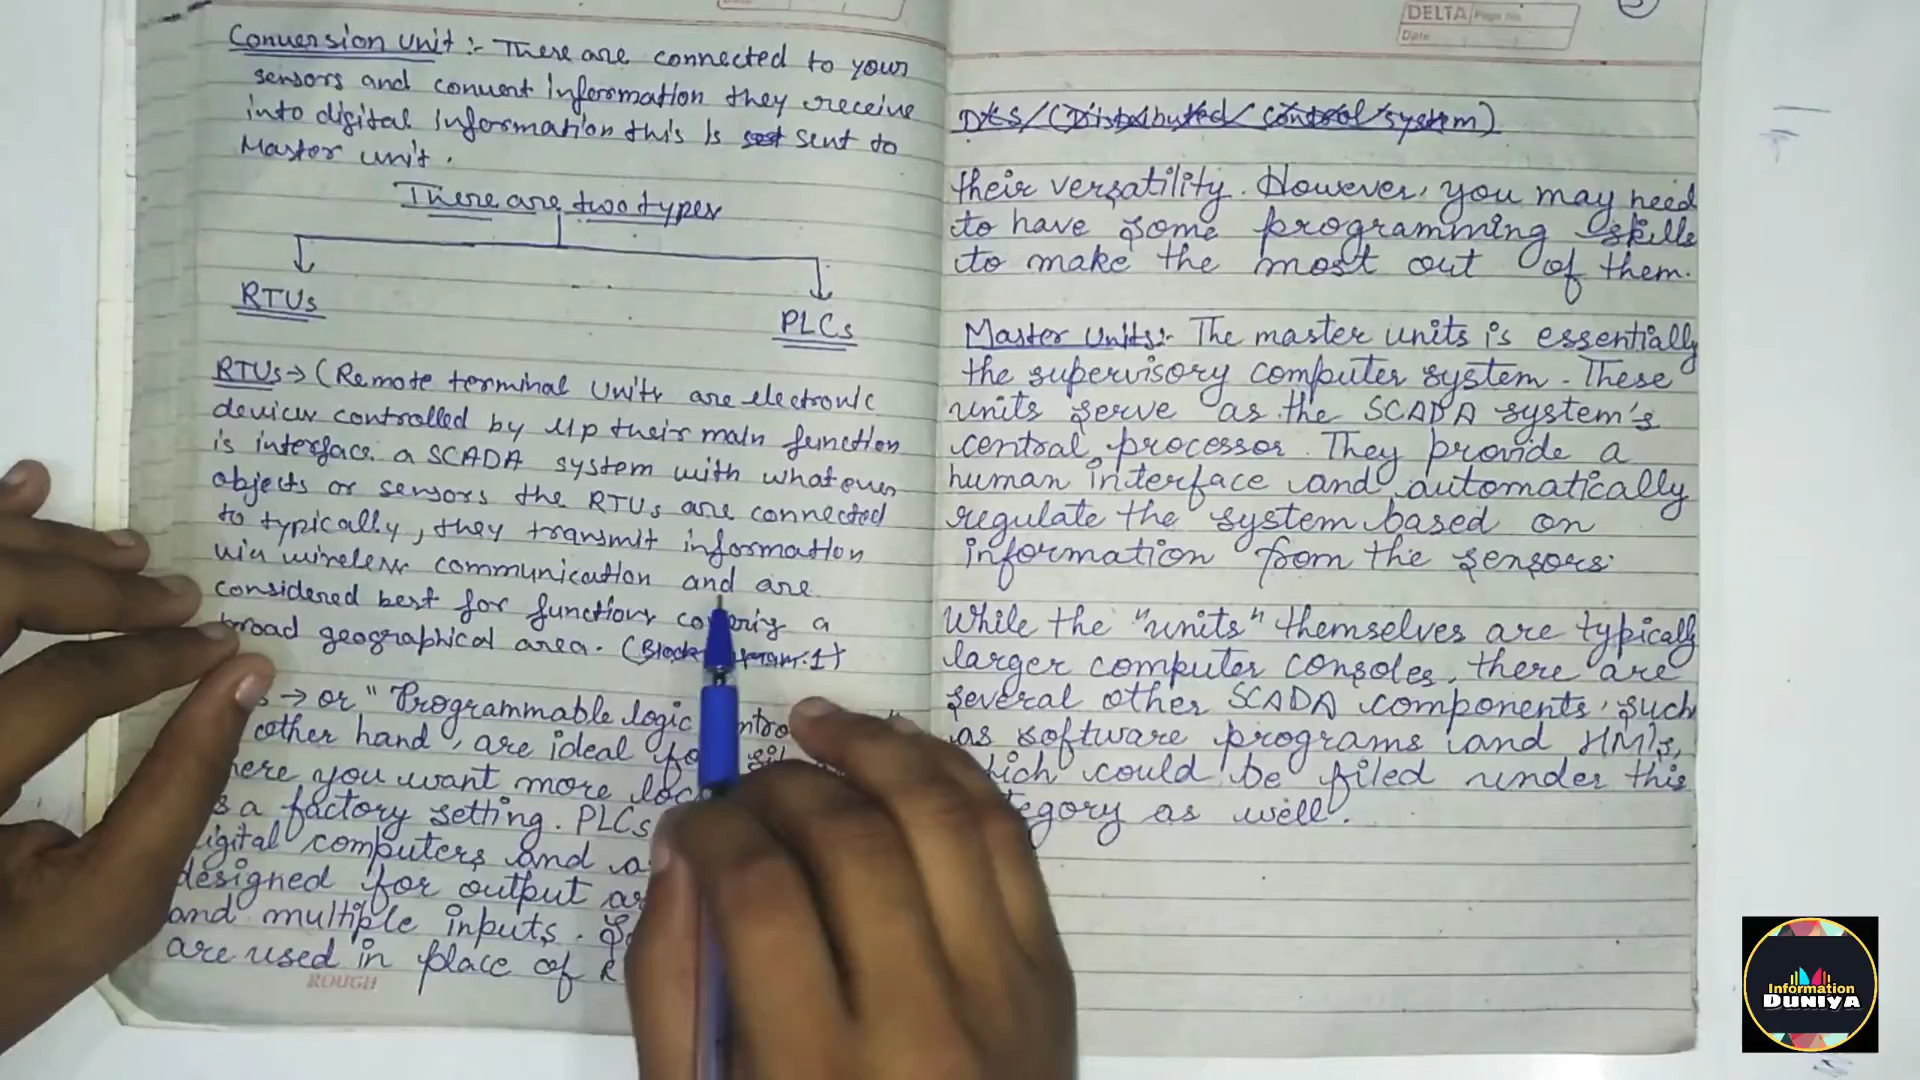 Conversion unit :- There are connected to your
sensors and convert information they receive
into digital information this is sent to
Master unit.
There are two types
RTUs
PLCs
RTUs → (Remote terminal Units are electronic
devices controlled by up their main function
is interface a SCADA system with whatever
objects or sensors the RTUs are connected
to typically, they transmit information
via wireless communication and are
considered best for functions covering a
broad geographical area. (Block
→ or "Programmable logic
other hand, are ideal
you want more
a factory setting. PLCs
digital computers and
designed for output
and multiple inputs.
are used in place of
ROUGH
DELTA Page No.
Date
DCS/(Distributed/control system)
their versatility. However, you may need
to have some programming skills
to make the most out of them.
Master Units:- The master units is essentially
the supervisory computer system. These
units serve as the SCADA system's
central processor. They provide a
human interface and automatically
regulate the system based on
information from the sensors.
While the "units" themselves are typically
larger computer consoles, there are
several other SCADA components, such
as software programs and HMIs,
could be filed under this
as well.
Information
DUNIYA